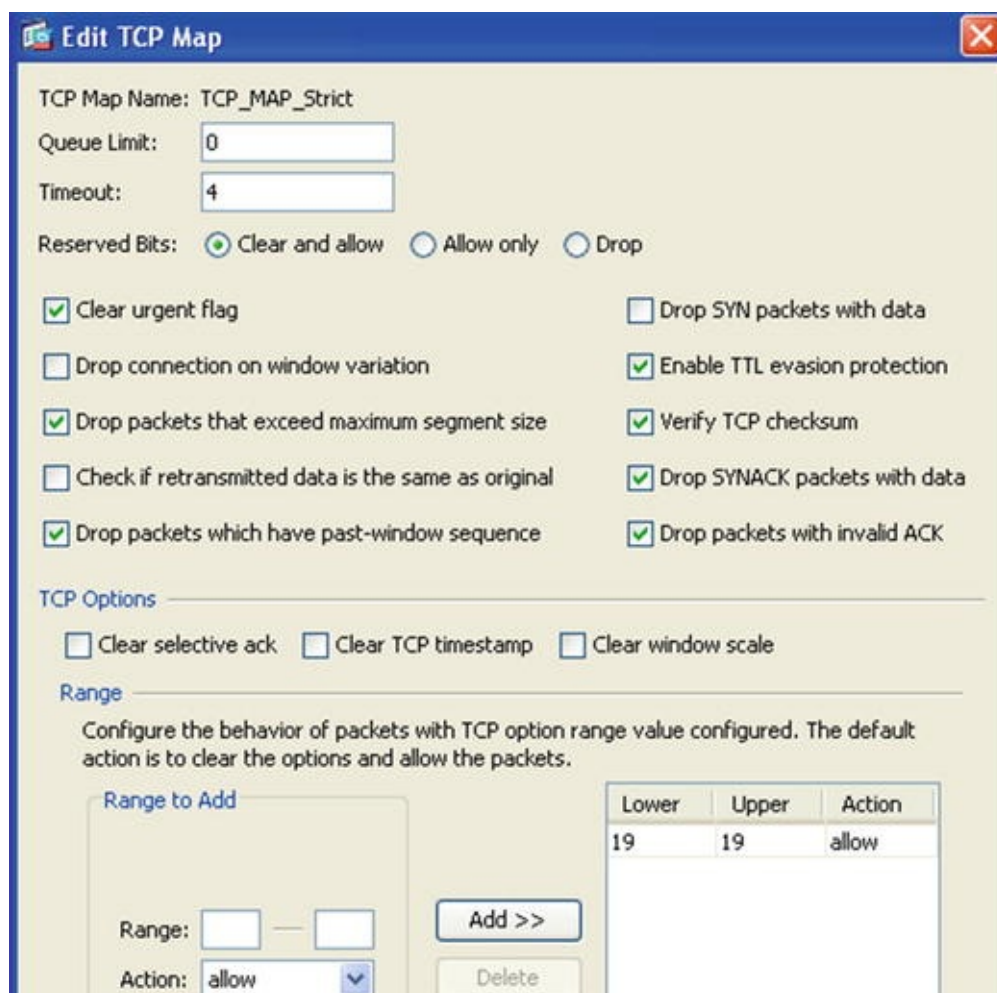 Edit TCP Map
TCP Map Name: TCP_MAP_Strict
Queue Limit: 0
Timeout: 4
Reserved Bits: Clear and allow Allow only Drop
Clear urgent flag Drop SYN packets with data
Drop connection on window variation Enable TTL evasion protection
Drop packets that exceed maximum segment size Verify TCP checksum
Check if retransmitted data is the same as original Drop SYNACK packets with data
Drop packets which have past-window sequence Drop packets with invalid ACK
TCP Options
Clear selective ack Clear TCP timestamp Clear window scale
Range
Configure the behavior of packets with TCP option range value configured. The default
action is to clear the options and allow the packets.
Range to Add
Lower Upper Action
19 19 allow
Range: — Add >>
Action: allow Delete